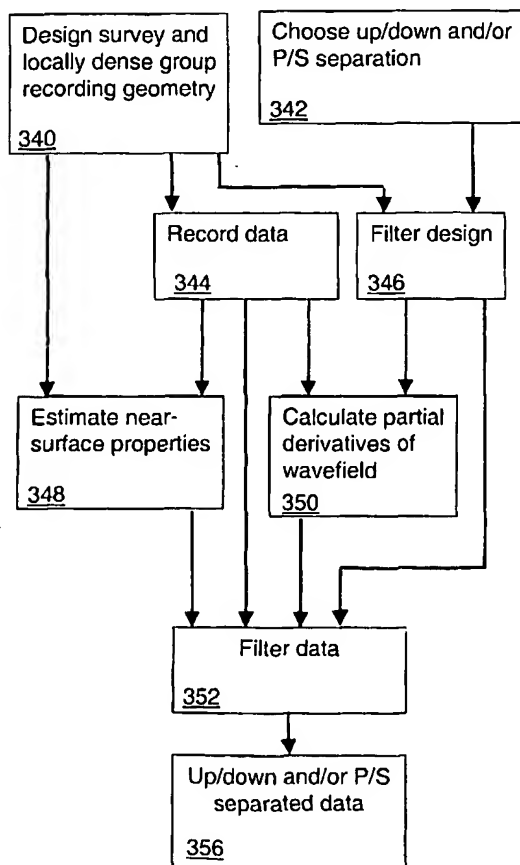 Design survey and
locally dense group
recording geometry
340
Choose up/down and/or
P/S separation
342
Record data
344
Filter design
346
Estimate near-
surface properties
348
Calculate partial
derivatives of
wavefield
350
Filter data
352
Up/down and/or P/S
separated data
356